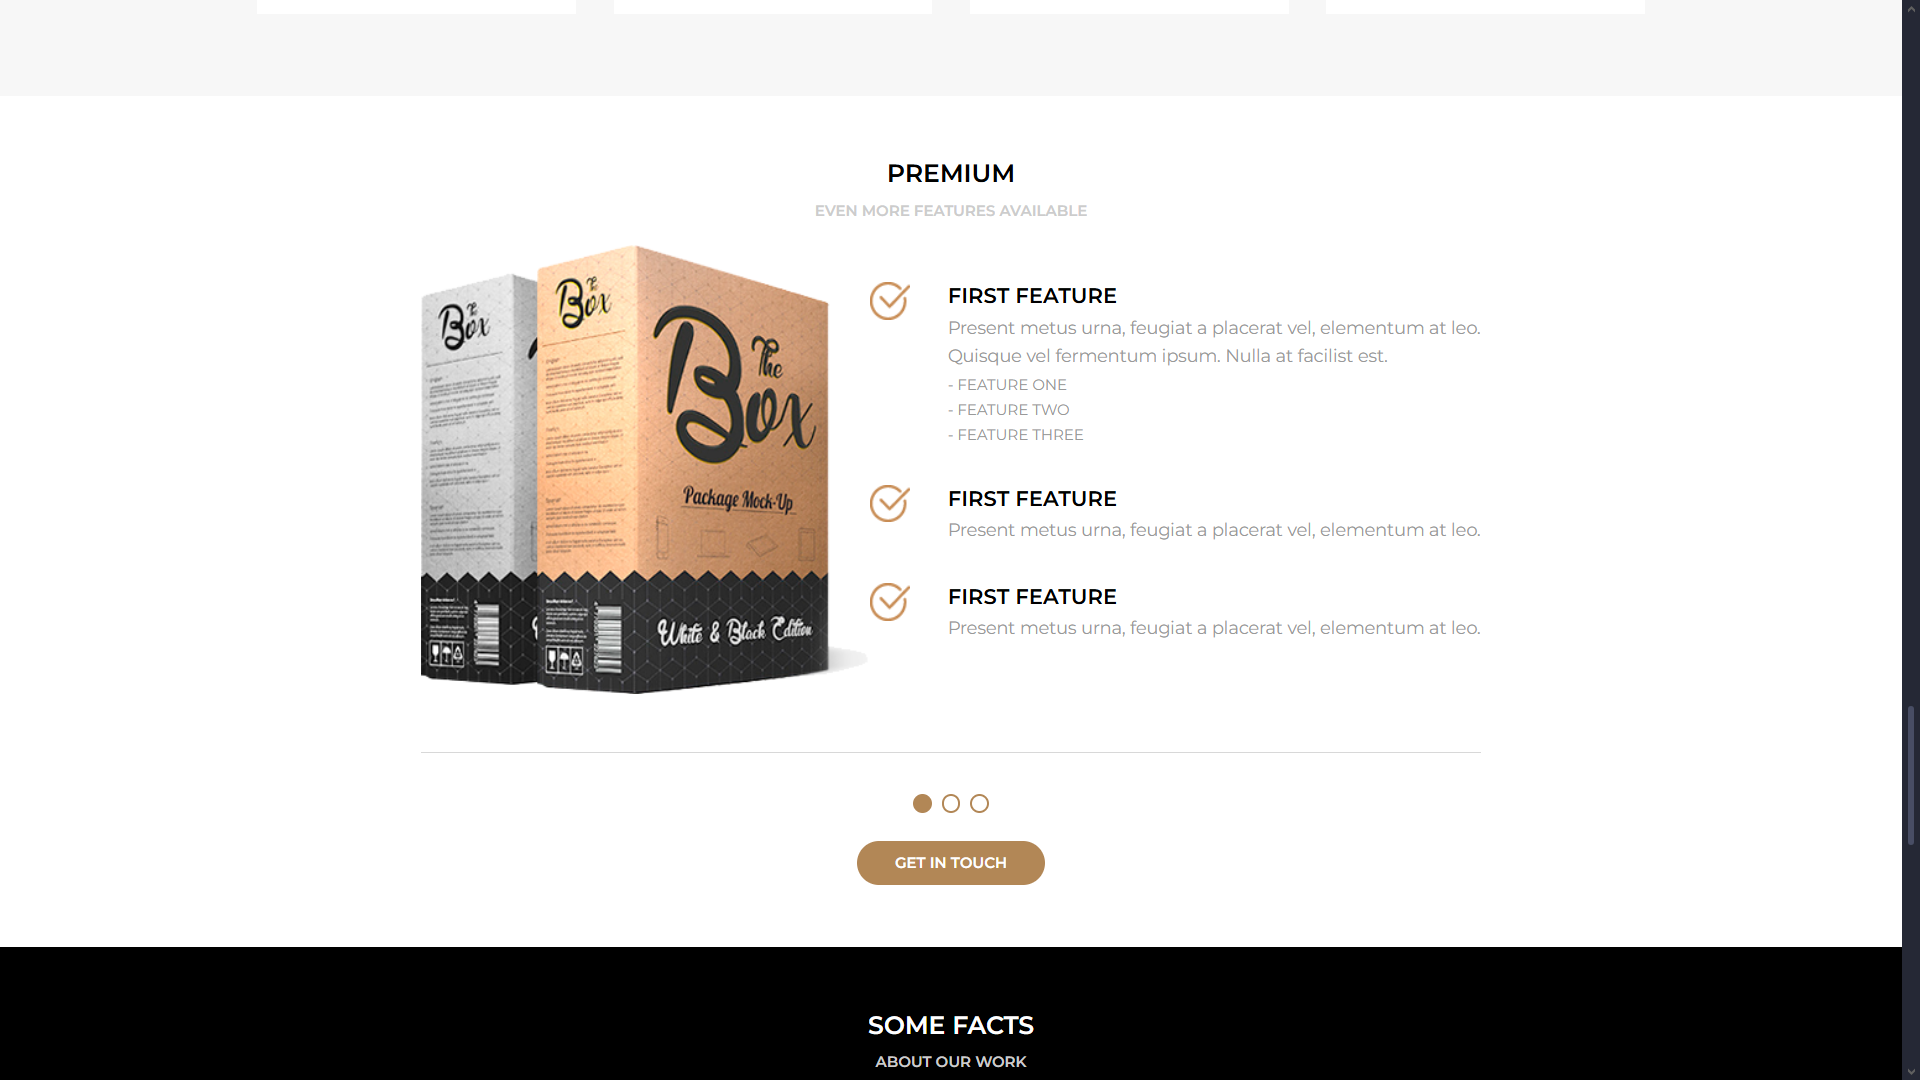 PREMIUM
EVEN MORE FEATURES AVAILABLE
The
Box
The
Box
The
Box
Package Mock-Up
White & Black Edition
FIRST FEATURE
Present metus urna, feugiat a placerat vel, elementum at leo.
Quisque vel fermentum ipsum. Nulla at facilist est.
- FEATURE ONE
- FEATURE TWO
- FEATURE THREE
FIRST FEATURE
Present metus urna, feugiat a placerat vel, elementum at leo.
FIRST FEATURE
Present metus urna, feugiat a placerat vel, elementum at leo.
GET IN TOUCH
SOME FACTS
ABOUT OUR WORK